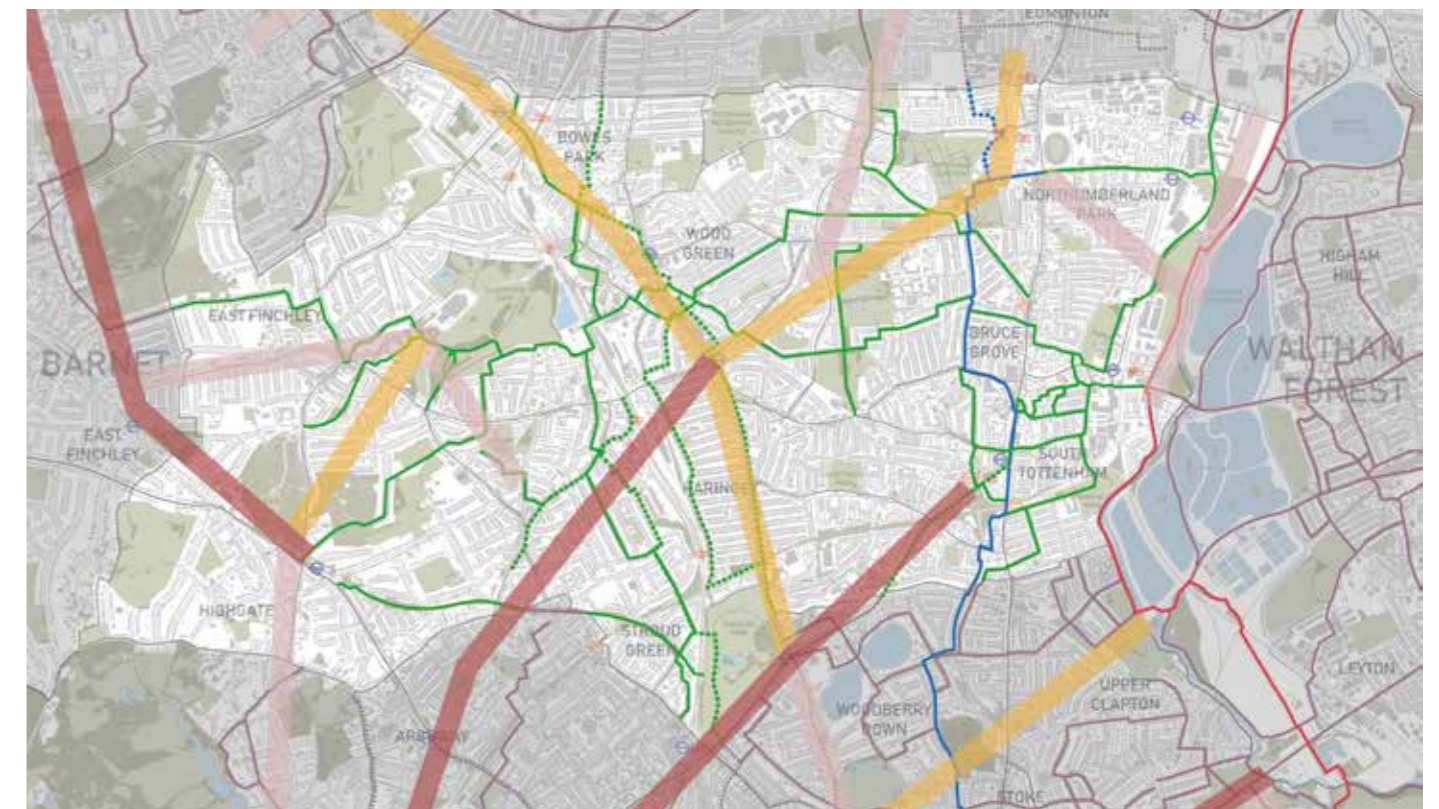 EDMONTON
BOWES
PARK
NORTHUMBERLAND
PARK
WOOD
GREEN
HIGHAM
HILL
EAST FINCHLEY
BRUCE
GROVE
BARNET
WALTHAM
FOREST
EAST
FINCHLEY
SOUTH
TOTTENHAM
HARINGE
HIGHGATE
STROUD
GREEN
LEYTON
UPPER
CLAPTON
WOODBERRY
DOWN
ARCHWAY
STOKE